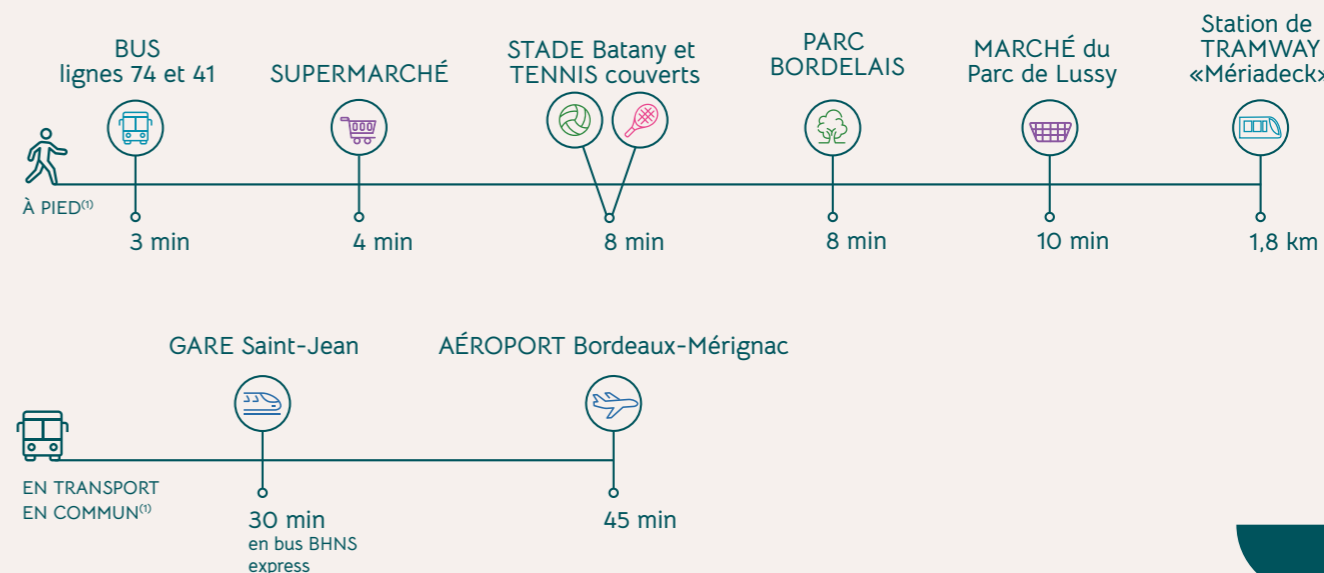 BUS
lignes 74 et 41
SUPERMARCHÉ
STADE Batany et
TENNIS couverts
PARC
BORDELAIS
MARCHÉ du
Parc de Lussy
Station de
TRAMWAY
«Mériadeck»
À PIED⁽¹⁾
3 min
4 min
8 min
8 min
10 min
1,8 km
GARE Saint-Jean
AÉROPORT Bordeaux-Mérignac
EN TRANSPORT
EN COMMUN⁽¹⁾
30 min
en bus BHNS
express
45 min